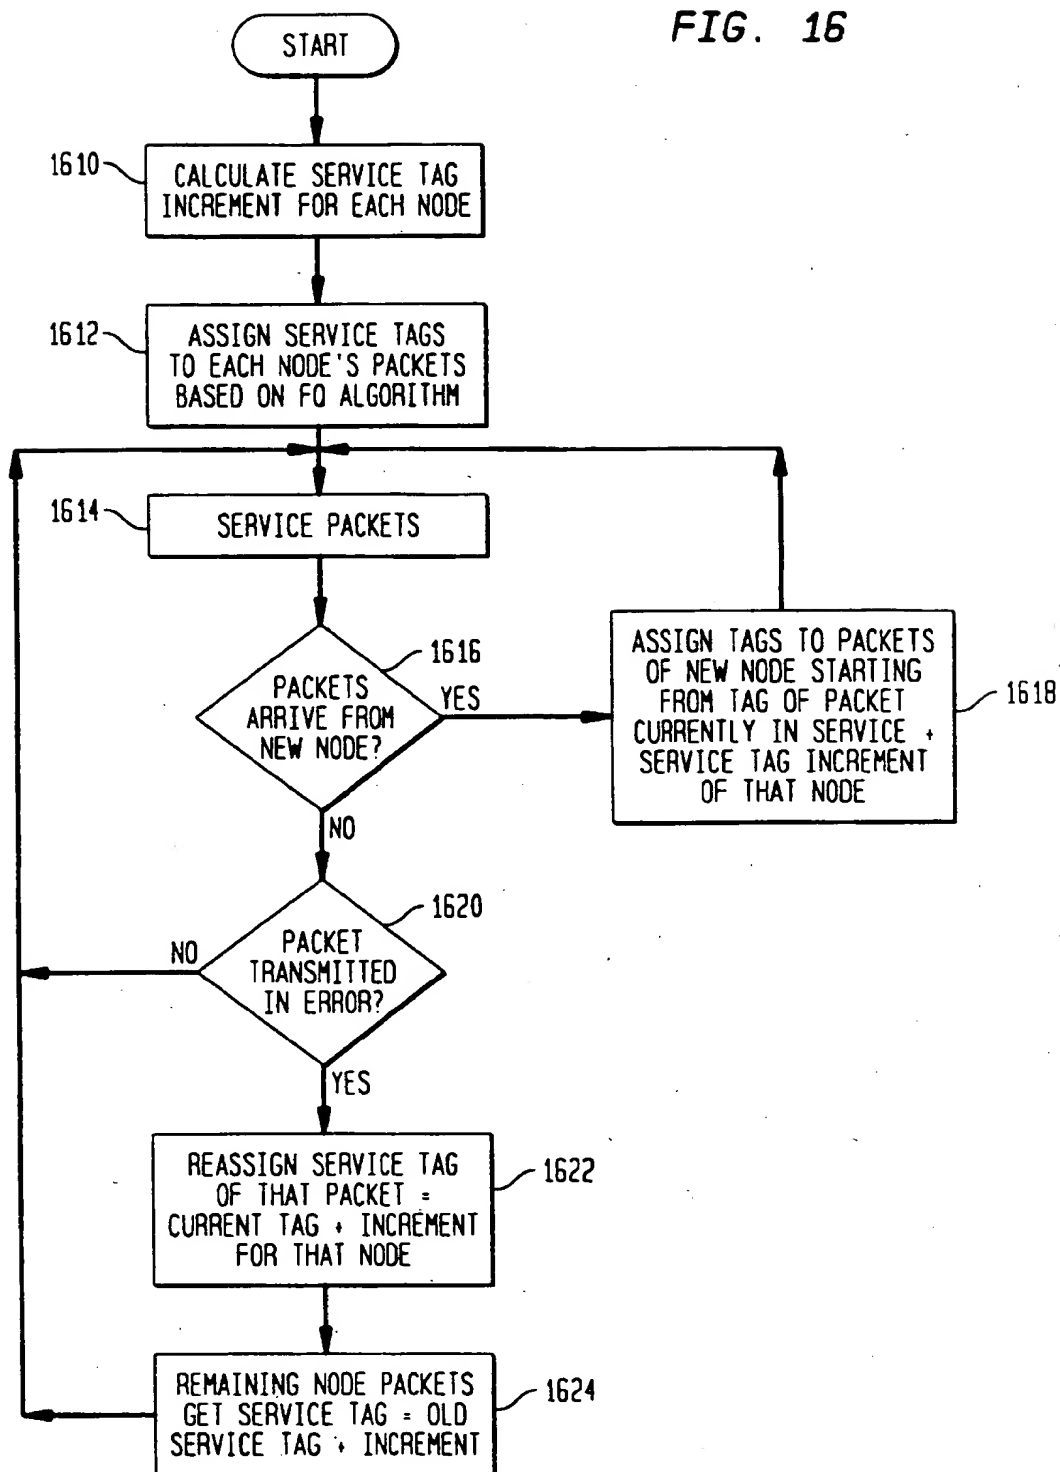 FIG. 16
START
1610
CALCULATE SERVICE TAG
INCREMENT FOR EACH NODE
1612
ASSIGN SERVICE TAGS
TO EACH NODE'S PACKETS
BASED ON FQ ALGORITHM
1614
SERVICE PACKETS
1616
PACKETS
ARRIVE FROM
NEW NODE?
YES
ASSIGN TAGS TO PACKETS
OF NEW NODE STARTING
FROM TAG OF PACKET
CURRENTLY IN SERVICE +
SERVICE TAG INCREMENT
OF THAT NODE
1618
NO
1620
PACKET
TRANSMITTED
IN ERROR?
NO
YES
REASSIGN SERVICE TAG
OF THAT PACKET =
CURRENT TAG + INCREMENT
FOR THAT NODE
1622
REMAINING NODE PACKETS
GET SERVICE TAG = OLD
SERVICE TAG + INCREMENT
1624